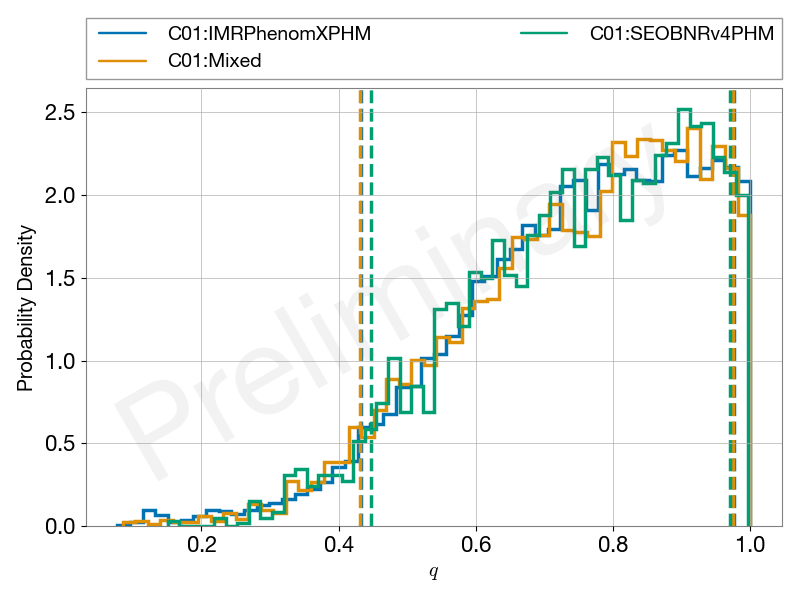 C01:IMRPhenomXPHM
C01:Mixed
C01:SEOBNRv4PHM
Preliminary
Probability Density
2.5
2.0
1.5
1.0
0.5
0.0
0.2
0.4
0.6
0.8
1.0
q